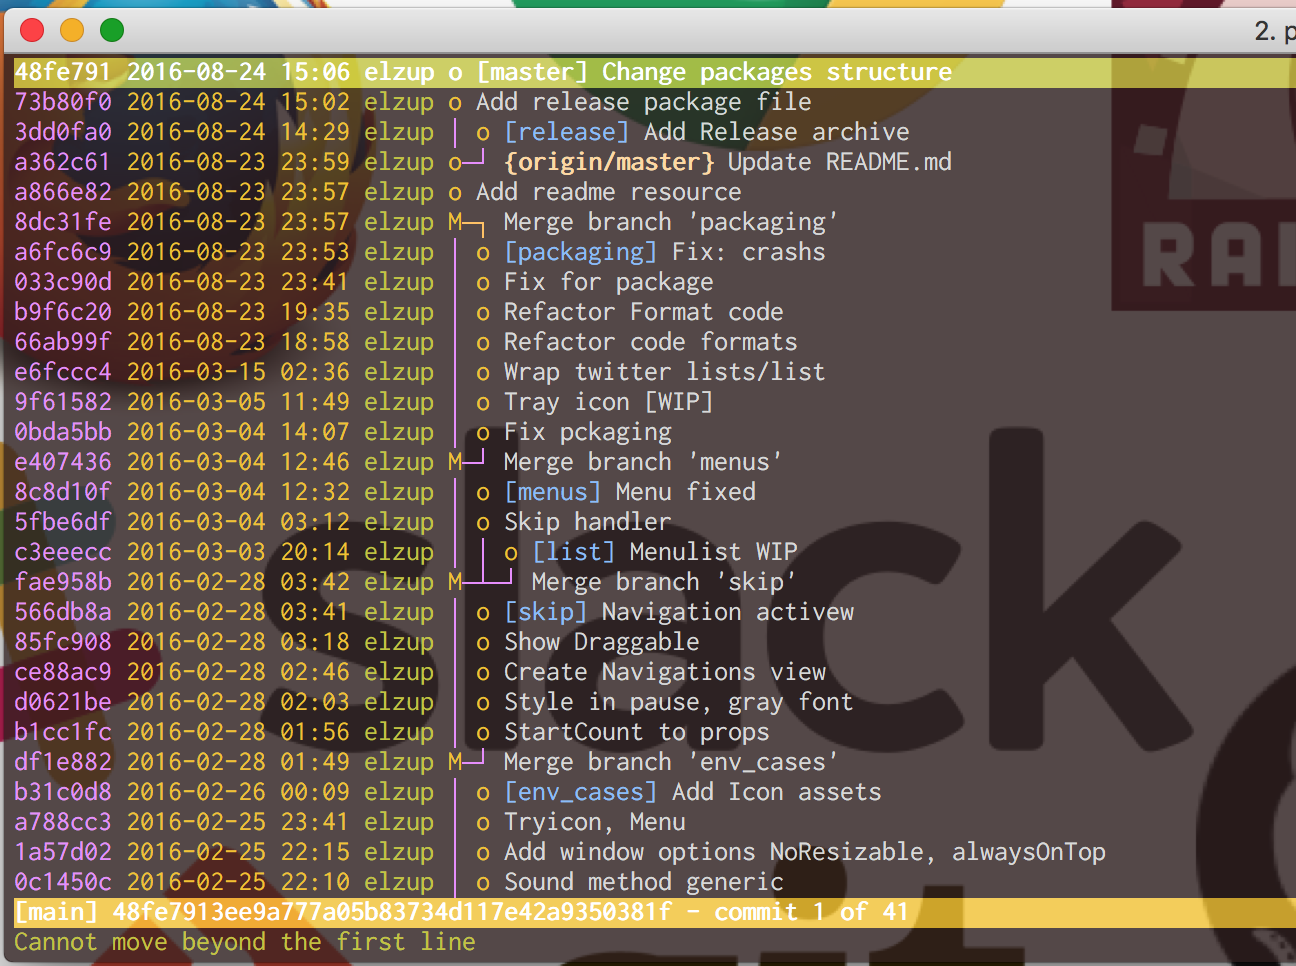 2. p
48fe791 2016-08-24 15:06 elzup o [master] Change packages structure
73b80f0 2016-08-24 15:02 elzup o Add release package file
3dd0fa0 2016-08-24 14:29 elzup │ o [release] Add Release archive
a362c61 2016-08-23 23:59 elzup o─┘ {origin/master} Update README.md
a866e82 2016-08-23 23:57 elzup o Add readme resource
8dc31fe 2016-08-23 23:57 elzup M─┐ Merge branch 'packaging'
a6fc6c9 2016-08-23 23:53 elzup │ o [packaging] Fix: crashs
033c90d 2016-08-23 23:41 elzup │ o Fix for package
b9f6c20 2016-08-23 19:35 elzup │ o Refactor Format code
66ab99f 2016-08-23 18:58 elzup │ o Refactor code formats
e6fccc4 2016-03-15 02:36 elzup │ o Wrap twitter lists/list
9f61582 2016-03-05 11:49 elzup │ o Tray icon [WIP]
0bda5bb 2016-03-04 14:07 elzup │ o Fix pckaging
e407436 2016-03-04 12:46 elzup M─┘ Merge branch 'menus'
8c8d10f 2016-03-04 12:32 elzup │ o [menus] Menu fixed
5fbe6df 2016-03-04 03:12 elzup │ o Skip handler
c3eeecc 2016-03-03 20:14 elzup │ │ o [list] Menulist WIP
fae958b 2016-02-28 03:42 elzup M─┴─┘ Merge branch 'skip'
566db8a 2016-02-28 03:41 elzup │ o [skip] Navigation activew
85fc908 2016-02-28 03:18 elzup │ o Show Draggable
ce88ac9 2016-02-28 02:46 elzup │ o Create Navigations view
d0621be 2016-02-28 02:03 elzup │ o Style in pause, gray font
b1cc1fc 2016-02-28 01:56 elzup │ o StartCount to props
df1e882 2016-02-28 01:49 elzup M─┘ Merge branch 'env_cases'
b31c0d8 2016-02-26 00:09 elzup │ o [env_cases] Add Icon assets
a788cc3 2016-02-25 23:41 elzup │ o Tryicon, Menu
1a57d02 2016-02-25 22:15 elzup │ o Add window options NoResizable, alwaysOnTop
0c1450c 2016-02-25 22:10 elzup │ o Sound method generic
[main] 48fe7913ee9a777a05b83734d117e42a9350381f - commit 1 of 41
Cannot move beyond the first line
slack